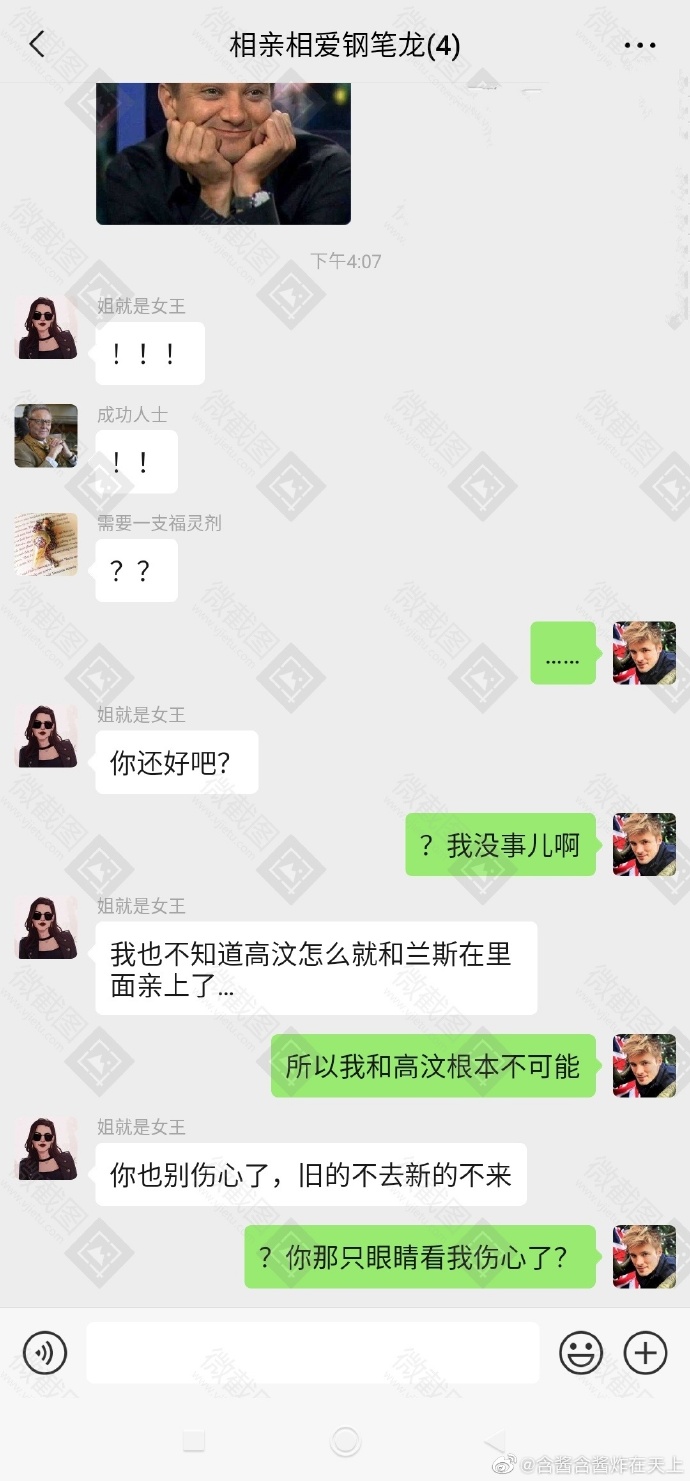 相亲相爱钢笔龙(4)
下午4:07
姐就是女王
！！！
成功人士
！！
需要一支福灵剂
？？
……
姐就是女王
你还好吧？
？我没事儿啊
姐就是女王
我也不知道高汶怎么就和兰斯在里
面亲上了...
所以我和高汶根本不可能
姐就是女王
你也别伤心了，旧的不去新的不来
？你那只眼睛看我伤心了？
@含酱含酱炸在天上
微截图